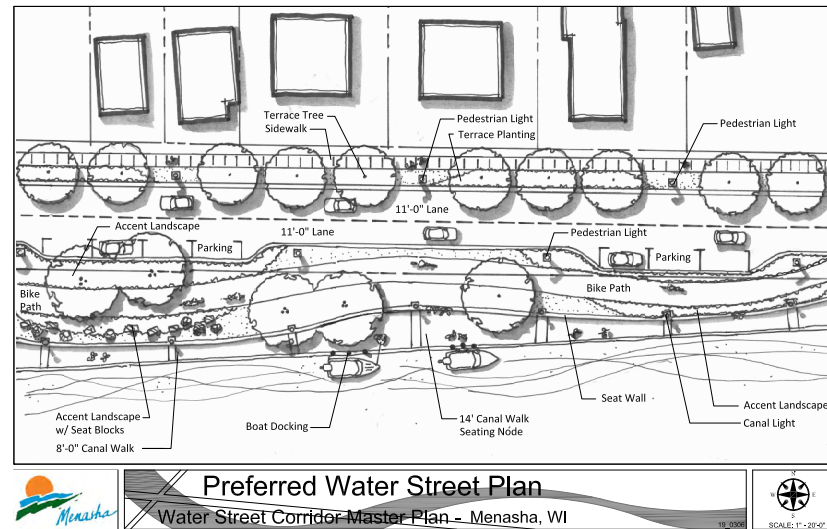 Terrace Tree
Sidewalk
Pedestrian Light
Terrace Planting
Pedestrian Light
11'-0" Lane
Accent Landscape
11'-0" Lane
Pedestrian Light
Parking
Parking
Bike
Path
Bike Path
Accent Landscape
w/ Seat Blocks
8'-0" Canal Walk
Boat Docking
14' Canal Walk
Seating Node
Seat Wall
Accent Landscape
Canal Light
Menasha
Preferred Water Street Plan
Water Street Corridor Master Plan - Menasha, WI
19_0306
N
W
E
S
SCALE: 1" - 20'-0"